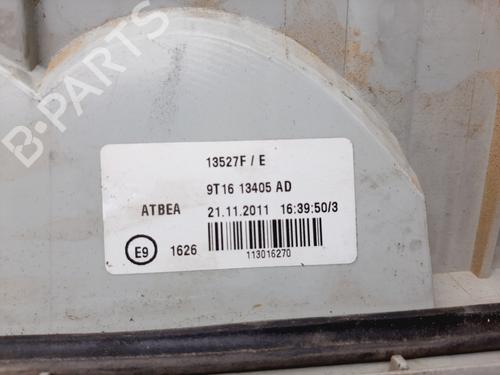 B-PARTS
13527F / E
9T16 13405 AD
ATBEA 21.11.2011 16:39:50/3
E9 1626
113016270